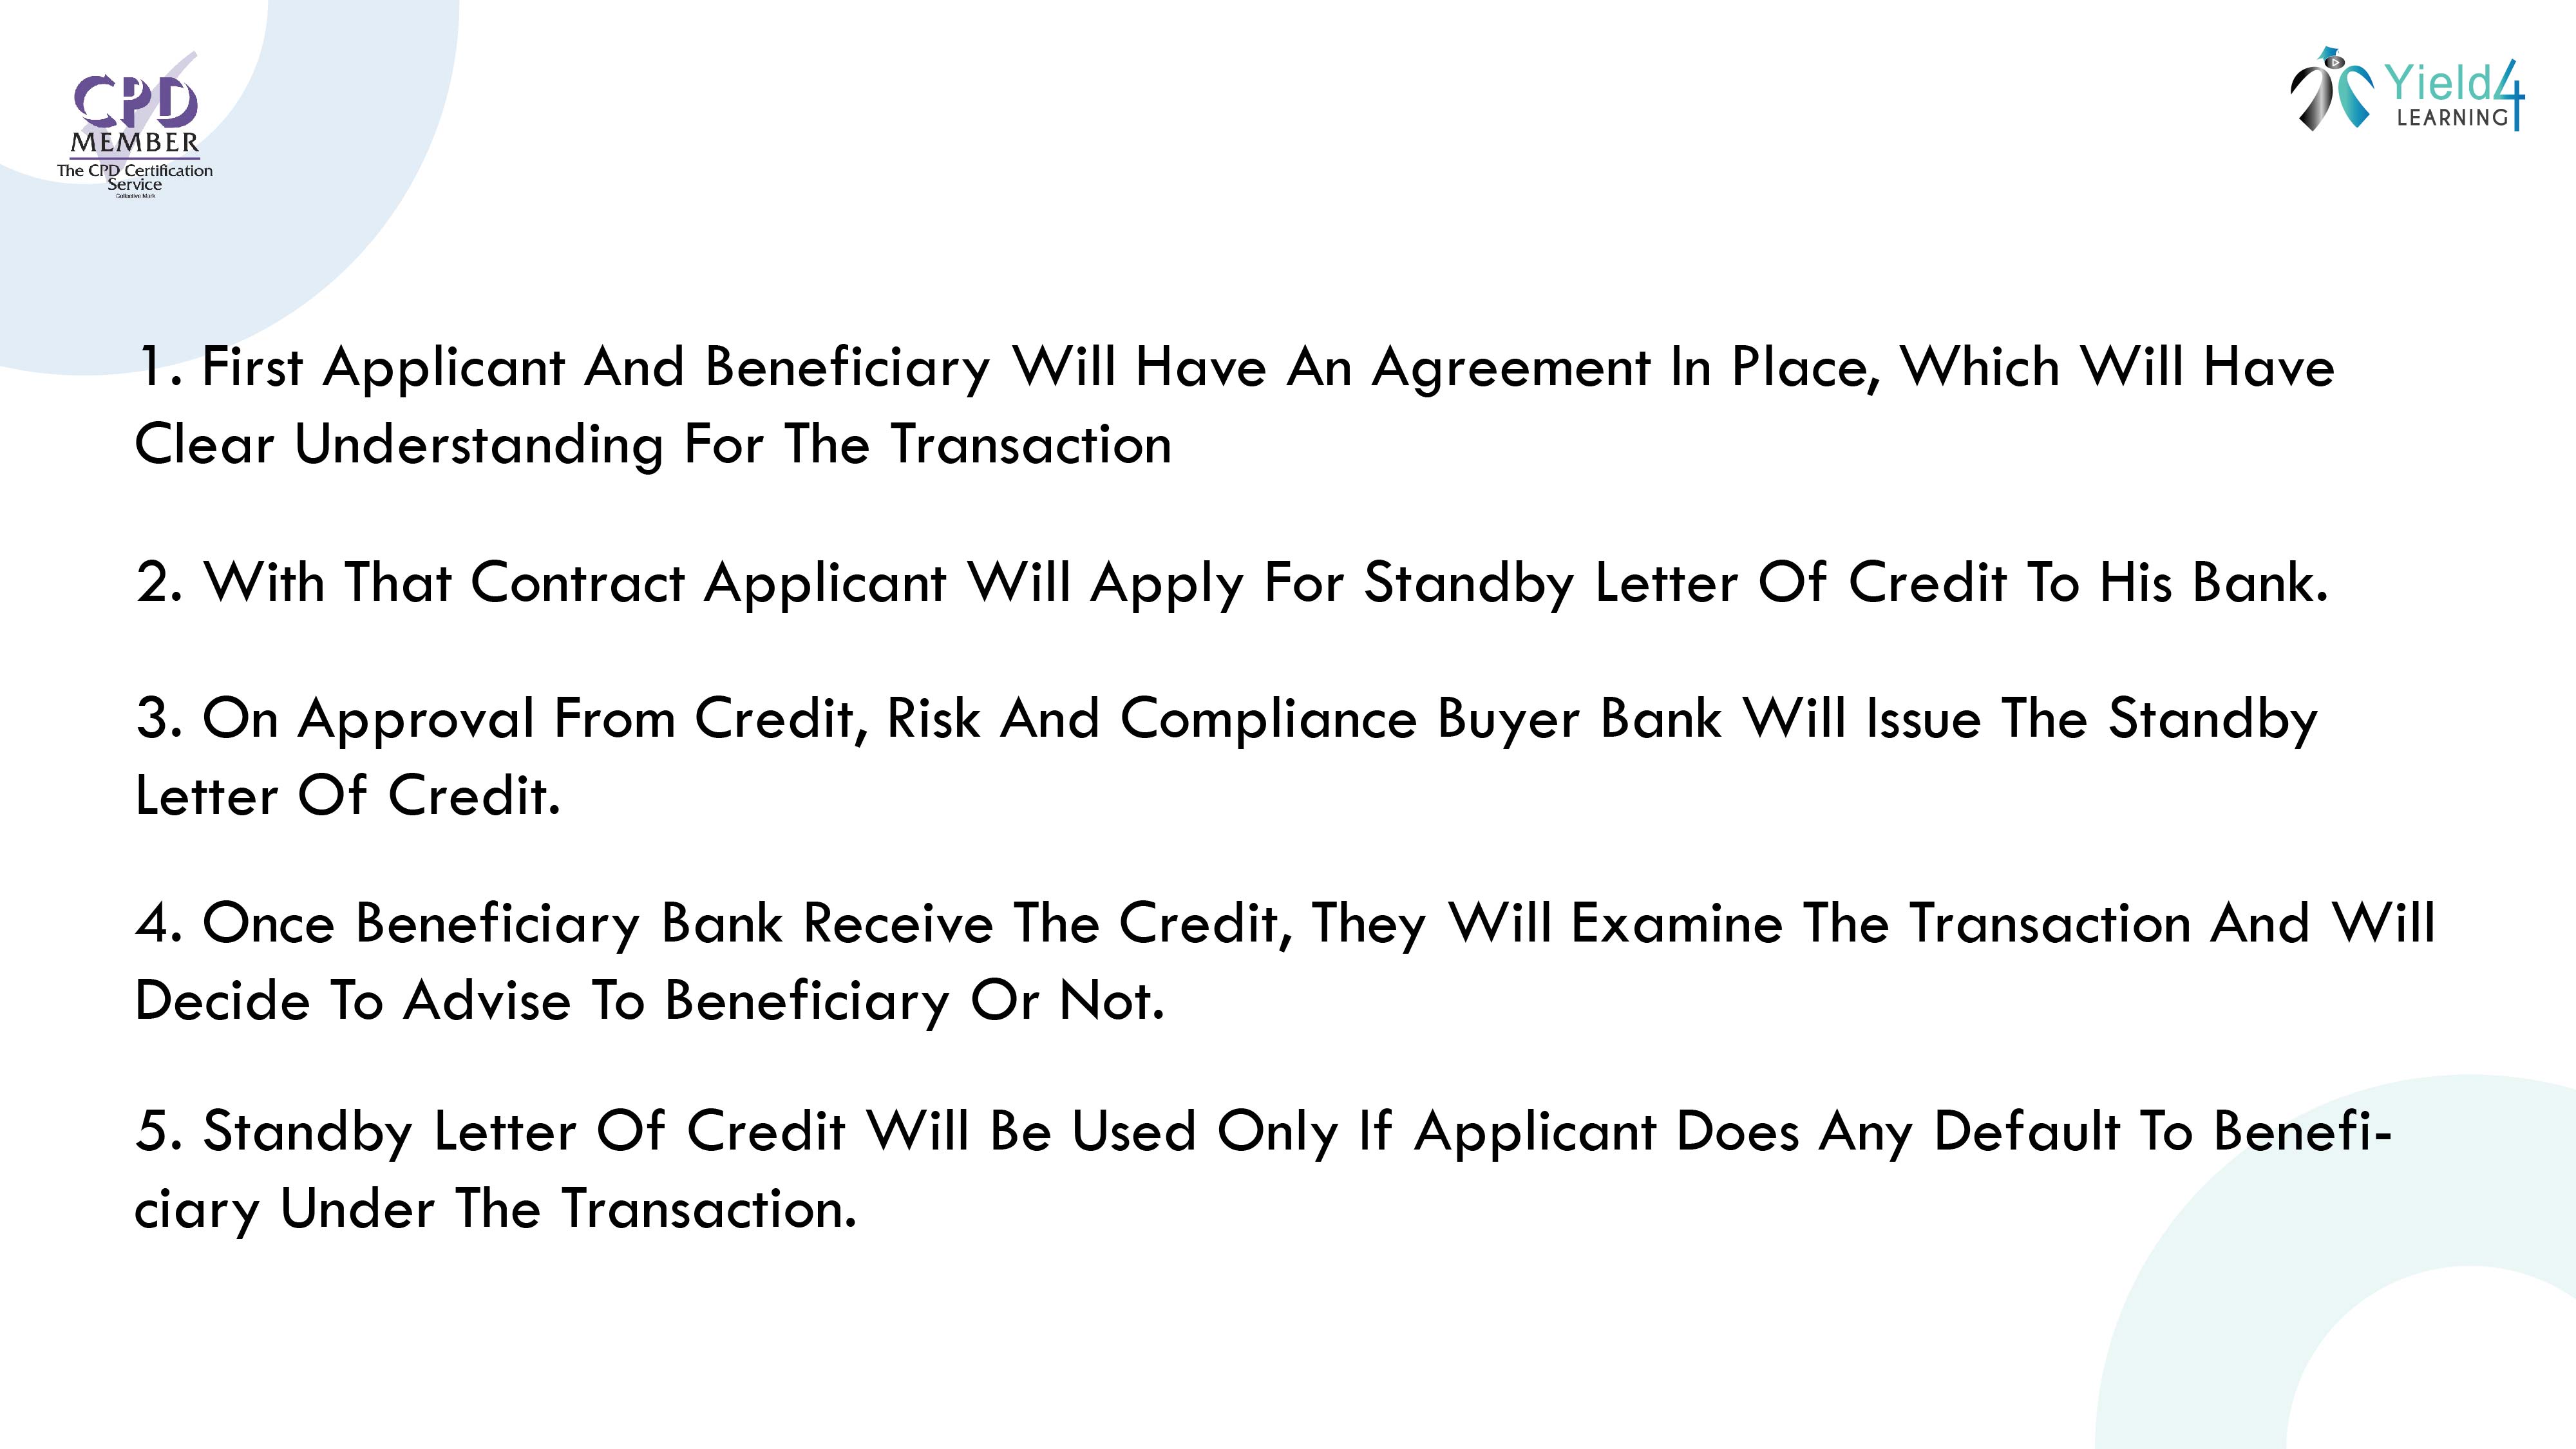 CPD
MEMBER
The CPD Certification
Service
Collective Mark
Yield4
LEARNING
1. First Applicant And Beneficiary Will Have An Agreement In Place, Which Will Have
Clear Understanding For The Transaction
2. With That Contract Applicant Will Apply For Standby Letter Of Credit To His Bank.
3. On Approval From Credit, Risk And Compliance Buyer Bank Will Issue The Standby
Letter Of Credit.
4. Once Beneficiary Bank Receive The Credit, They Will Examine The Transaction And Will
Decide To Advise To Beneficiary Or Not.
5. Standby Letter Of Credit Will Be Used Only If Applicant Does Any Default To Benefi-
ciary Under The Transaction.